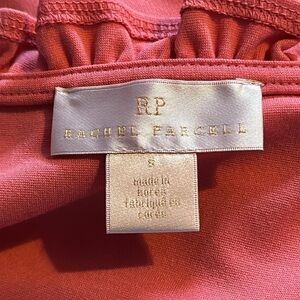 RP
RACHEL PARCELL
S
made in
korea
fabriqué en
corée